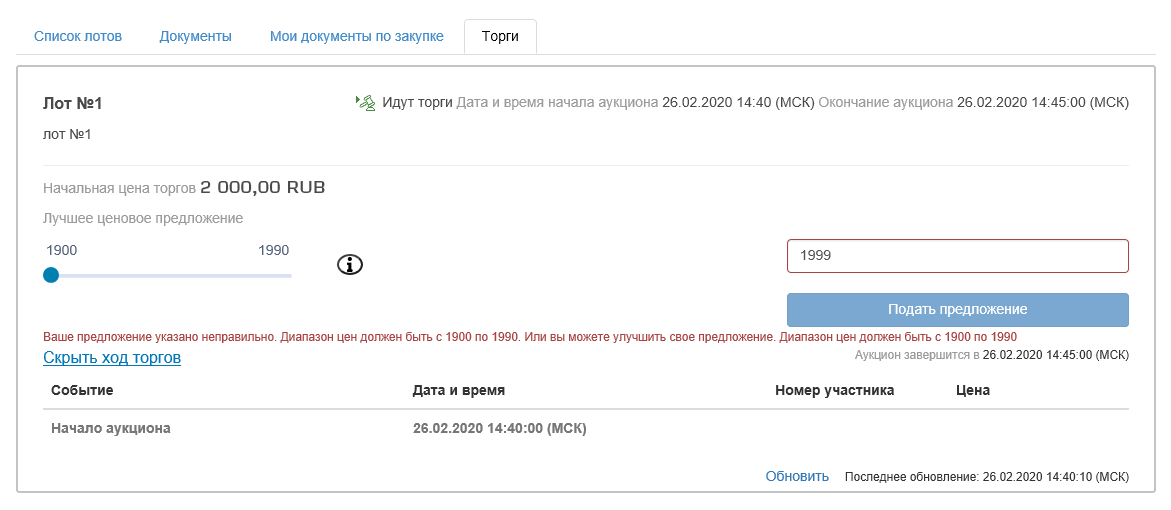 Список лотов Документы Мои документы по закупке Торги
Лот №1 Идут торги Дата и время начала аукциона 26.02.2020 14:40 (МСК) Окончание аукциона 26.02.2020 14:45:00 (МСК)
лот №1
Начальная цена торгов 2 000,00 RUB
Лучшее ценовое предложение
1900 1990
1999
Подать предложение
Ваше предложение указано неправильно. Диапазон цен должен быть с 1900 по 1990. Или вы можете улучшить свое предложение. Диапазон цен должен быть с 1900 по 1990
Скрыть ход торгов Аукцион завершится в 26.02.2020 14:45:00 (МСК)
Событие Дата и время Номер участника Цена
Начало аукциона 26.02.2020 14:40:00 (МСК)
Обновить Последнее обновление: 26.02.2020 14:40:10 (МСК)